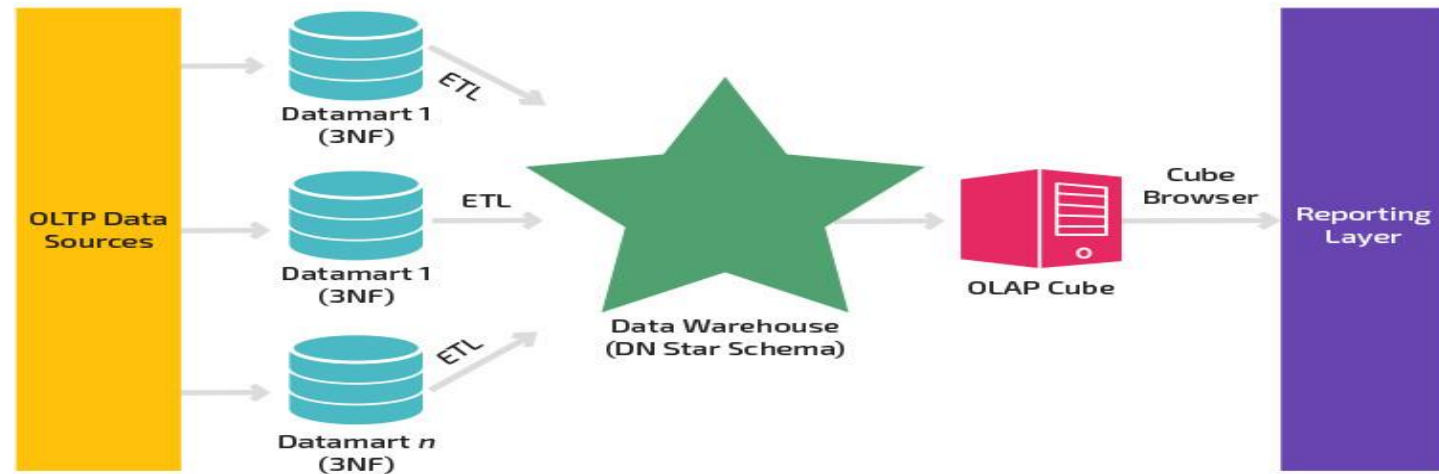 OLTP Data
Sources
Datamart 1
(3NF)
ETL
Datamart 1
(3NF)
ETL
Datamart n
(3NF)
ETL
Data Warehouse
(DN Star Schema)
OLAP Cube
Cube
Browser
Reporting
Layer